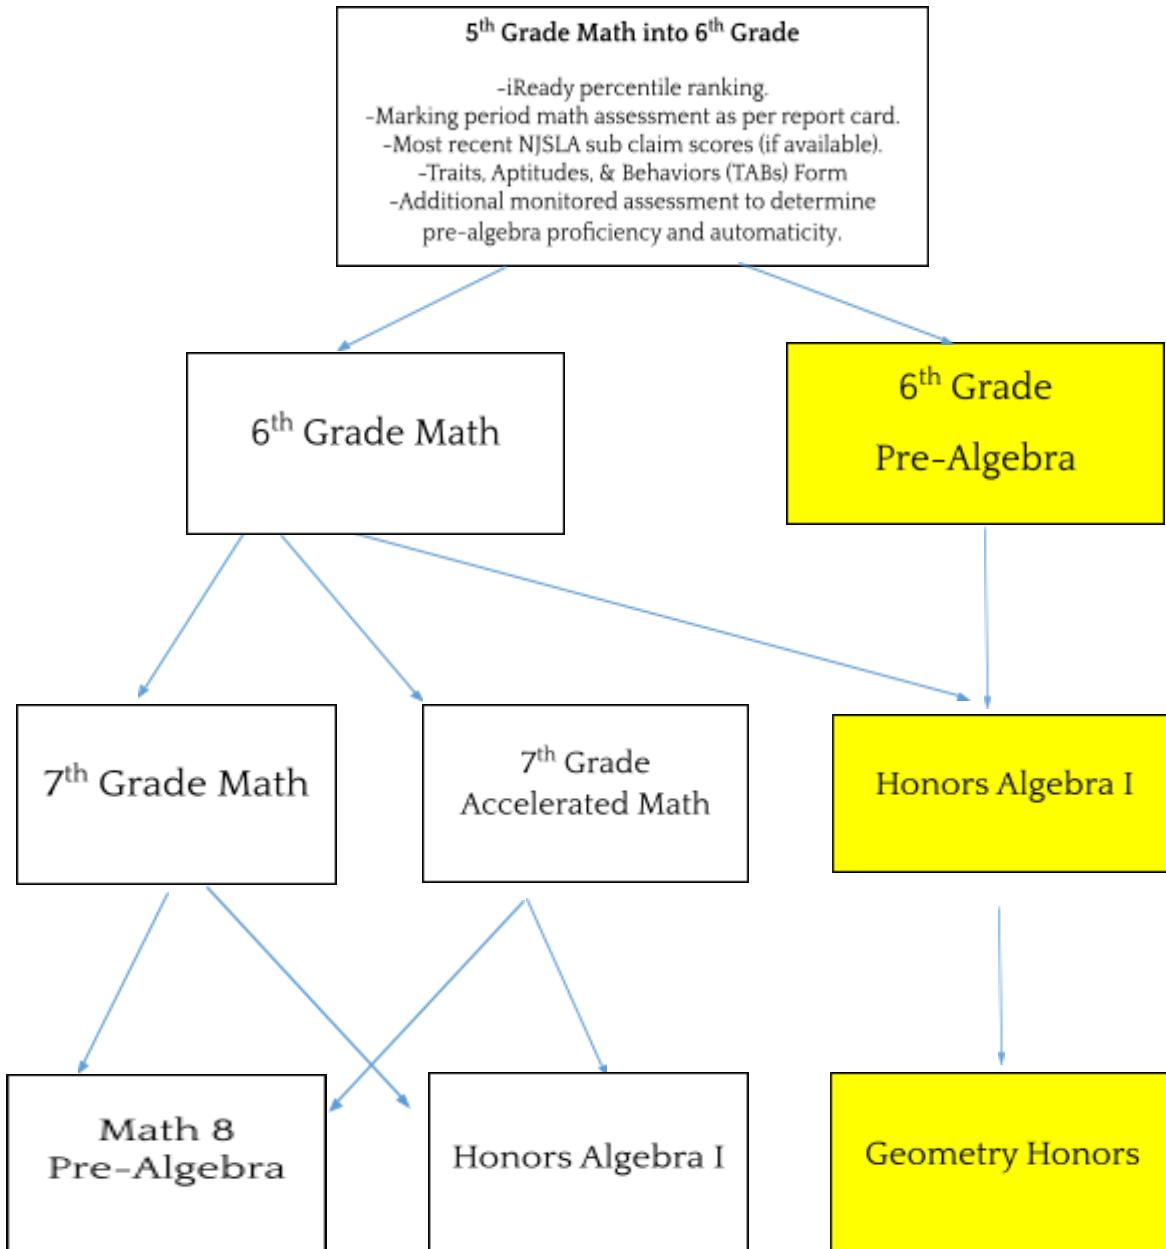 5th Grade Math into 6th Grade
-iReady percentile ranking.
-Marking period math assessment as per report card.
-Most recent NJSLA sub claim scores (if available).
-Traits, Aptitudes, & Behaviors (TABs) Form
-Additional monitored assessment to determine
pre-algebra proficiency and automaticity.
6th Grade Math
6th Grade
Pre-Algebra
7th Grade Math
7th Grade
Accelerated Math
Honors Algebra I
Math 8
Pre-Algebra
Honors Algebra I
Geometry Honors